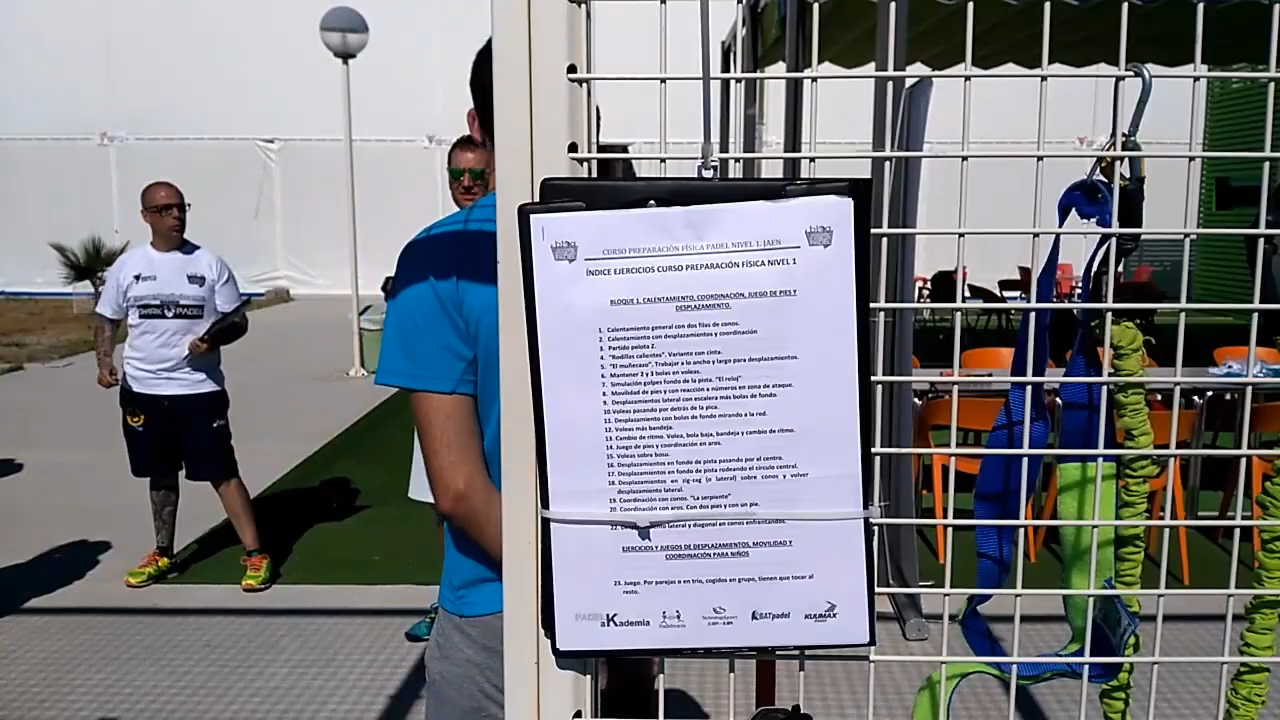 CURSO PREPARACIÓN FÍSICA PADEL NIVEL 1. JAEN
ÍNDICE EJERCICIOS CURSO PREPARACIÓN FÍSICA NIVEL 1
BLOQUE 1. CALENTAMIENTO, COORDINACIÓN, JUEGO DE PIES Y
DESPLAZAMIENTO.
1. Calentamiento general con dos filas de conos.
2. Calentamiento con desplazamientos y coordinación
3. Partido pelota 2.
4. "Rodillas calientes". Variante con cinta.
5. "El muñecazo". Trabajar a lo ancho y largo para desplazamientos.
6. Mantener 2 y 3 bolas en voleas.
7. Simulación golpes fondo de la pista. "El reloj"
8. Movilidad de pies y con reacción a números en zona de ataque.
9. Desplazamientos lateral con escalera más bolas de fondo.
10. Voleas pasando por detrás de la pica.
11. Desplazamiento con bolas de fondo mirando a la red.
12. Voleas más bandeja.
13. Cambio de ritmo. Volea, bola baja, bandeja y cambio de ritmo.
14. Juego de pies y coordinación en aros.
15. Voleas sobre bosu.
16. Desplazamientos en fondo de pista pasando por el centro.
17. Desplazamientos en fondo de pista rodeando el círculo central.
18. Desplazamientos en zig-zag (o lateral) sobre conos y volver
desplazamiento lateral.
19. Coordinación con conos. "La serpiente"
20. Coordinación con aros. Con dos pies y con un pie.
22. lateral y diagonal en conos enfrentandos.
EJERCICIOS Y JUEGOS DE DESPLAZAMIENTOS, MOVILIDAD Y
COORDINACIÓN PARA NIÑOS
23. Juego. Por parejas o en trio, cogidos en grupo, tienen que tocar al
resto.
PADEL
aKademia
BATpadel
KUUMAX
SHARK PADEL